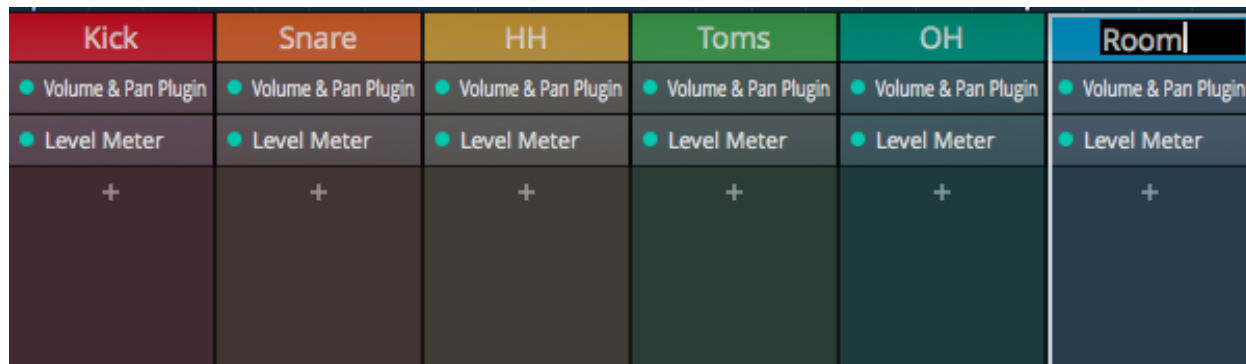 Kick Snare HH Toms OH Room
Volume & Pan Plugin Volume & Pan Plugin Volume & Pan Plugin Volume & Pan Plugin Volume & Pan Plugin Volume & Pan Plugin
Level Meter Level Meter Level Meter Level Meter Level Meter Level Meter
+ + + + + +